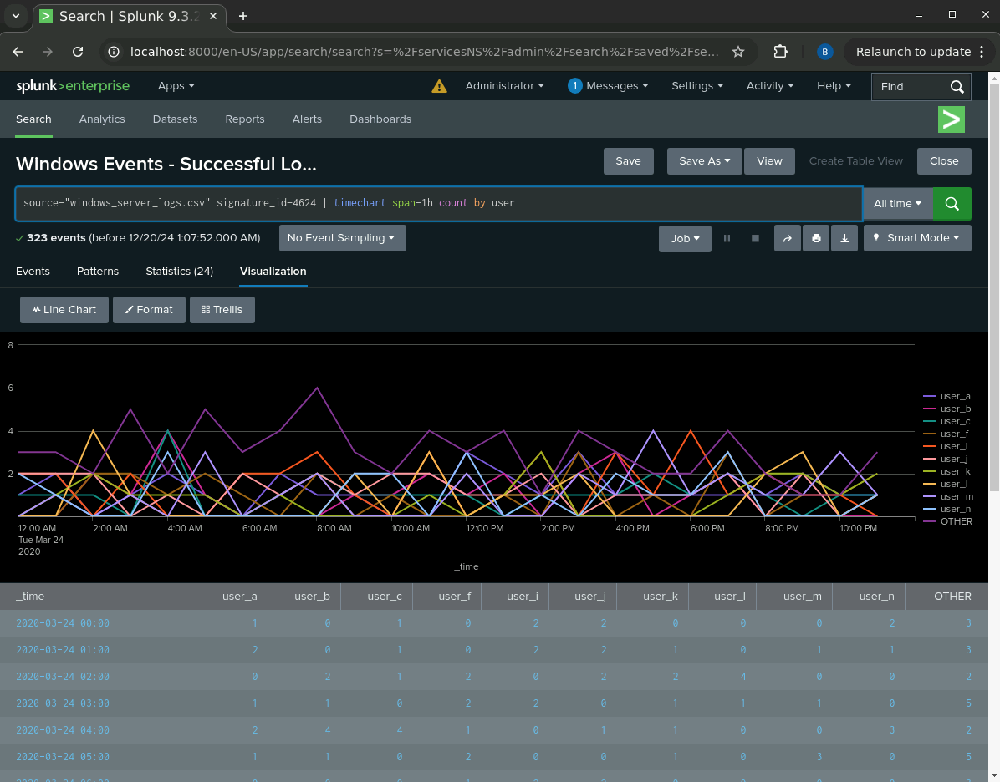 Search | Splunk 9.3.2
localhost:8000/en-US/app/search/search?s=%2FservicesNS%2Fadmin%2Fsearch%2Fsaved%2Fse...
B
Relaunch to update
splunk>enterprise
Apps
Administrator
1
Messages
Settings
Activity
Help
Find
Search
Analytics
Datasets
Reports
Alerts
Dashboards
Windows Events - Successful Lo...
Save
Save As
View
Create Table View
Close
source="windows_server_logs.csv" signature_id=4624 | timechart span=1h count by user
All time
323 events (before 12/20/24 1:07:52.000 AM)
No Event Sampling
Job
Smart Mode
Events
Patterns
Statistics (24)
Visualization
Line Chart
Format
Trellis
8
6
4
2
user_a
user_b
user_c
user_f
user_i
user_j
user_k
user_l
user_m
user_n
OTHER
12:00 AM
Tue Mar 24
2020
2:00 AM
4:00 AM
6:00 AM
8:00 AM
10:00 AM
12:00 PM
2:00 PM
4:00 PM
6:00 PM
8:00 PM
10:00 PM
_time
_time user_a user_b user_c user_f user_i user_j user_k user_l user_m user_n OTHER
2020-03-24 00:00 1 0 1 0 2 2 0 0 0 2 3
2020-03-24 01:00 2 0 1 0 2 2 1 0 1 1 3
2020-03-24 02:00 0 2 1 2 0 2 2 4 0 0 2
2020-03-24 03:00 1 1 0 2 2 0 1 1 1 0 5
2020-03-24 04:00 2 4 4 1 0 1 1 0 0 3 2
2020-03-24 05:00 1 1 0 2 0 0 1 0 3 0 5